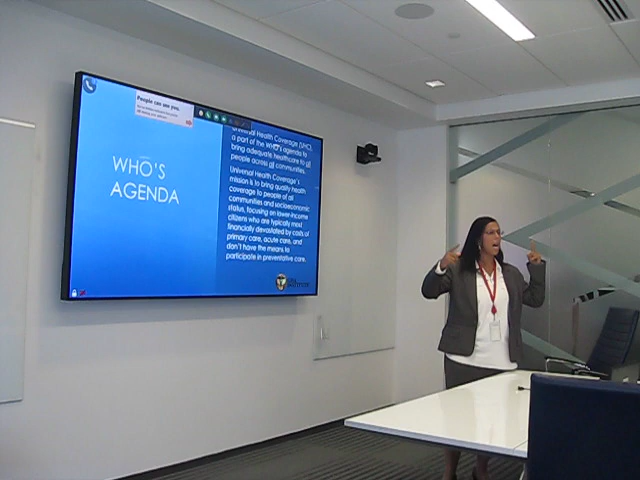 People can see you.
WHO'S
AGENDA
Universal Health Coverage (UHC),
a part of the WHO's agenda to
bring adequate healthcare to all
people across all communities.
Universal Health Coverage's
mission is to bring quality health
coverage to people of all
communities and socioeconomic
status, focusing on lower-income
citizens who are typically most
financially devastated by costs of
primary care, acute care, and
don't have the means to
participate in preventative care.